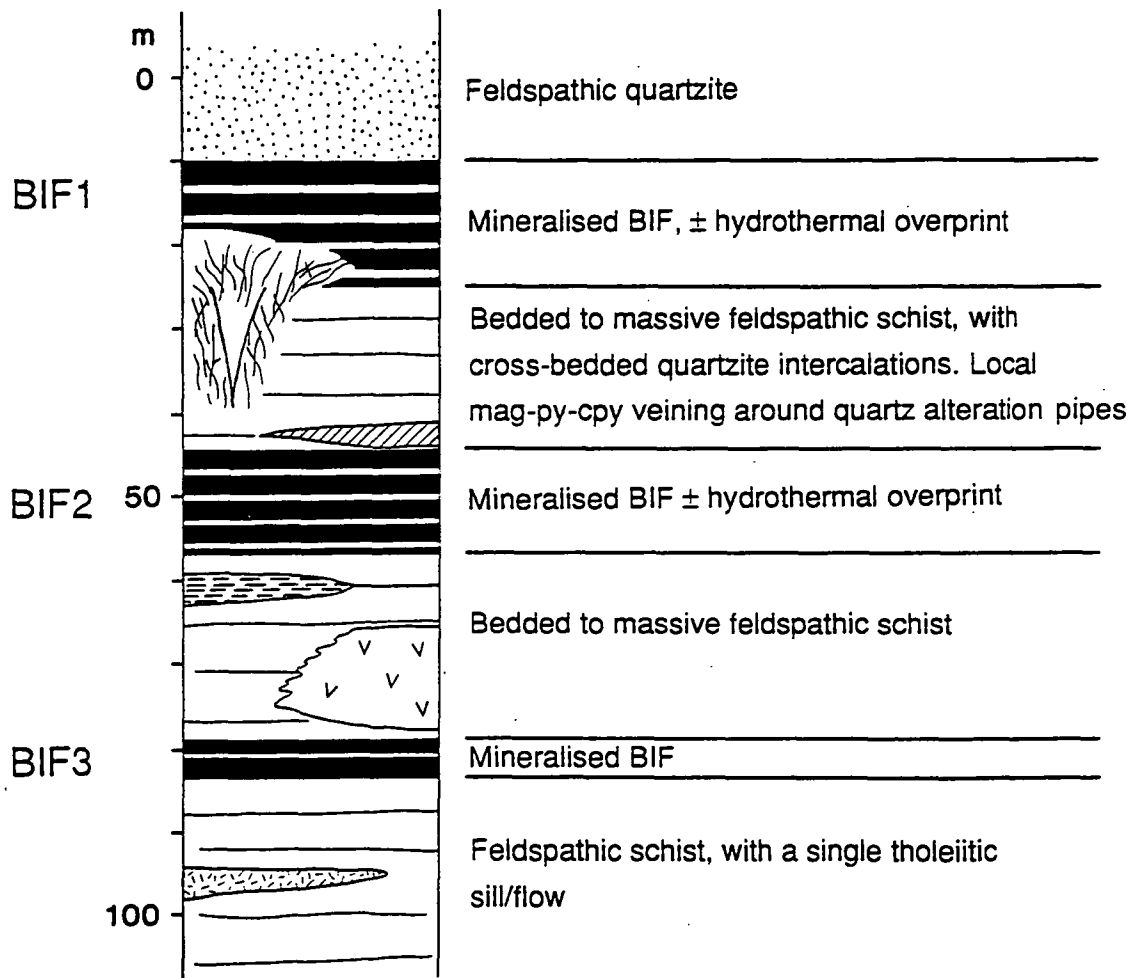 m
0
Feldspathic quartzite
BIF1
Mineralised BIF, ± hydrothermal overprint
Bedded to massive feldspathic schist, with
cross-bedded quartzite intercalations. Local
mag-py-cpy veining around quartz alteration pipes
BIF2
50
Mineralised BIF ± hydrothermal overprint
Bedded to massive feldspathic schist
BIF3
Mineralised BIF
Feldspathic schist, with a single tholeiitic
sill/flow
100